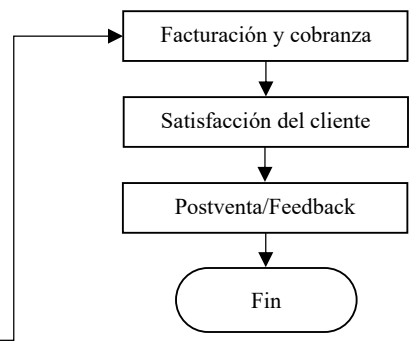 Facturación y cobranza
Satisfacción del cliente
Postventa/Feedback
Fin